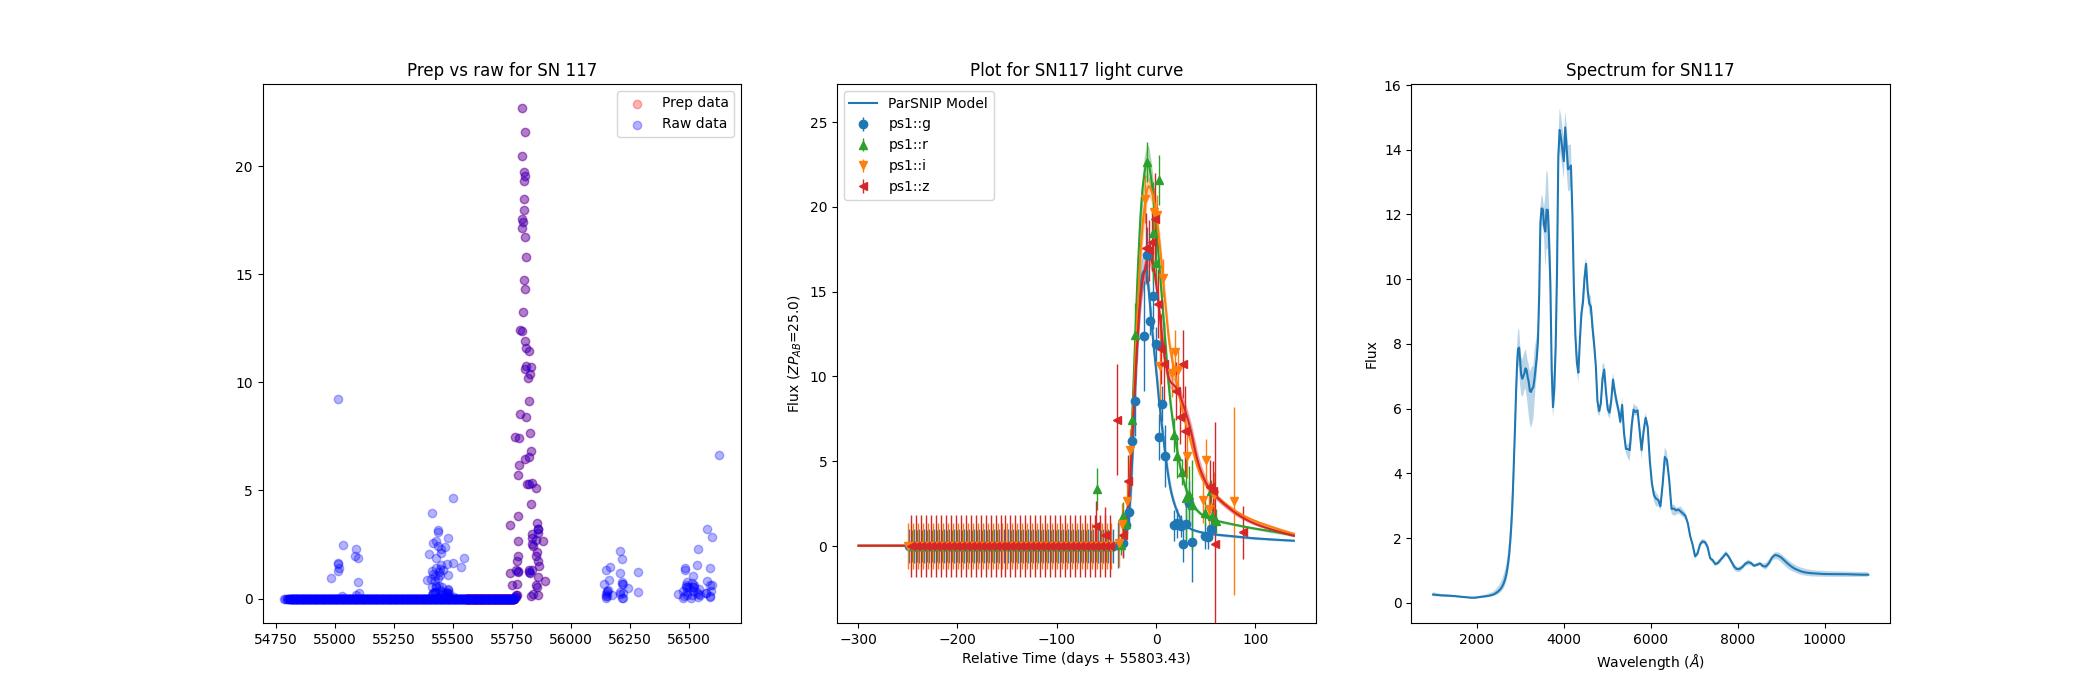 Prep vs raw for SN 117
Prep data
Raw data
20
15
10
5
0
54750 55000 55250 55500 55750 56000 56250 56500
Plot for SN117 light curve
ParSNIP Model
ps1::g
ps1::r
ps1::i
ps1::z
Flux (ZP_AB=25.0)
25
20
15
10
5
0
−300 −200 −100 0 100
Relative Time (days + 55803.43)
Spectrum for SN117
Flux
16
14
12
10
8
6
4
2
0
2000 4000 6000 8000 10000
Wavelength (Å)